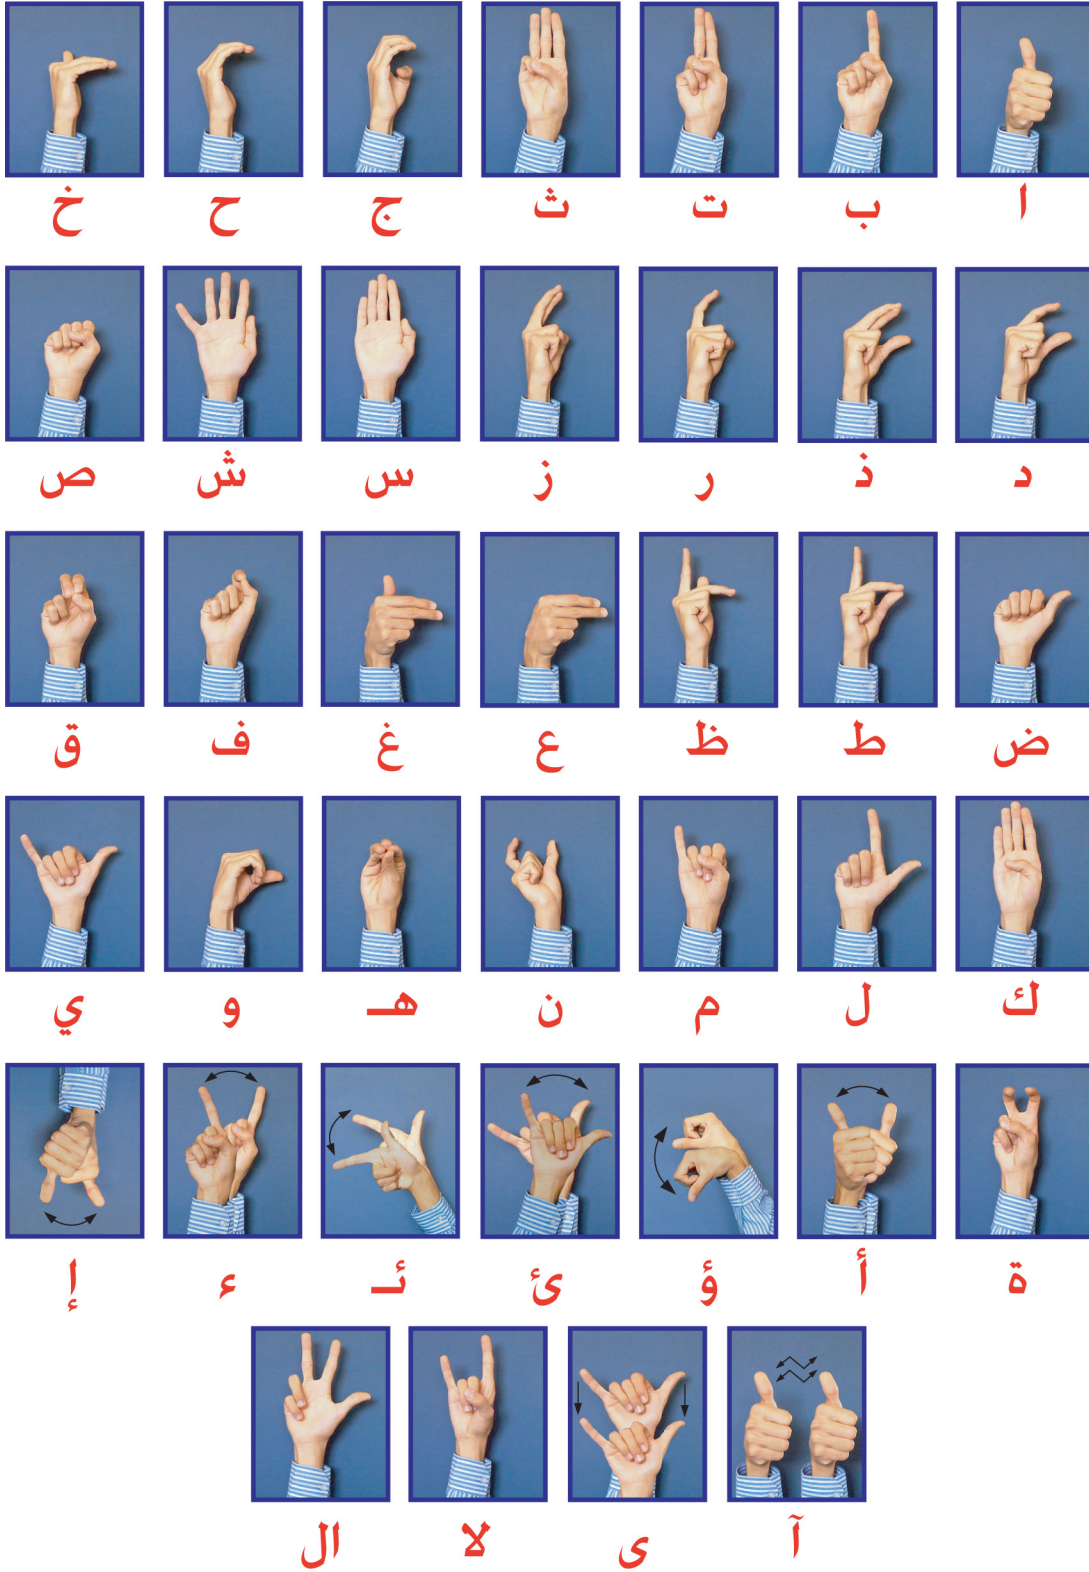 ا ب ت ث ج ح خ
د ذ ر ز س ش ص
ض ط ظ ع غ ف ق
ك ل م ن هـ و ي
ة أ ؤ ئ ئـ ء إ
آ ى لا ال